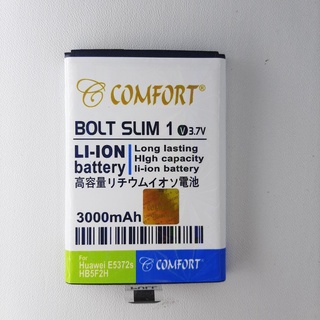 C COMFORT®
BOLT SLIM 1 V 3.7V
LI-ION battery
Long lasting
HIgh capacity
li-ion battery
高容量リチウムイオソ電池
3000mAh
For
Huawei E5372s
HB5F2H
C COMFORT